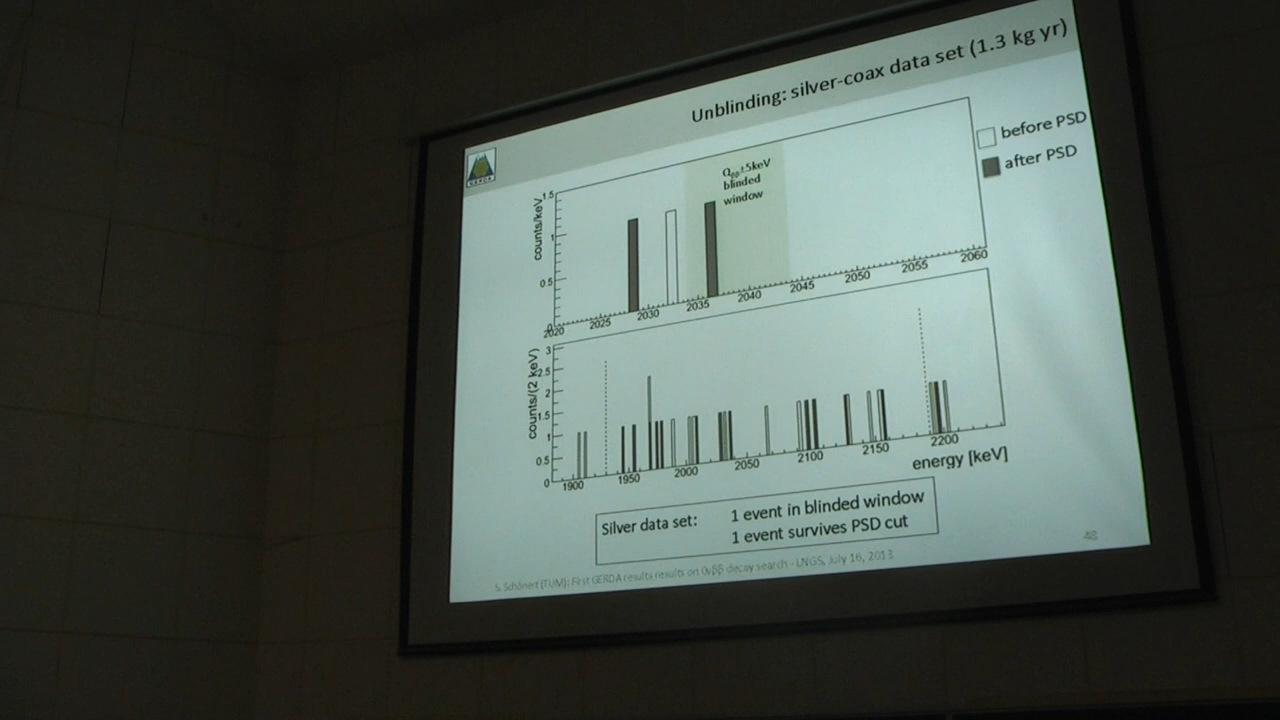 Unblinding: silver-coax data set (1.3 kg yr)
GERDA
before PSD
after PSD
Qββ±5keV
blinded
window
counts/keV
1.5
1
0.5
0
2020 2025 2030 2035 2040 2045 2050 2055 2060
counts/(2 keV)
3
2.5
2
1.5
1
0.5
0
1900 1950 2000 2050 2100 2150 2200
energy [keV]
Silver data set: 1 event in blinded window
1 event survives PSD cut
S. Schönert (TUM): First GERDA results results on 0νββ decay search - LNGS, July 16, 2013
48